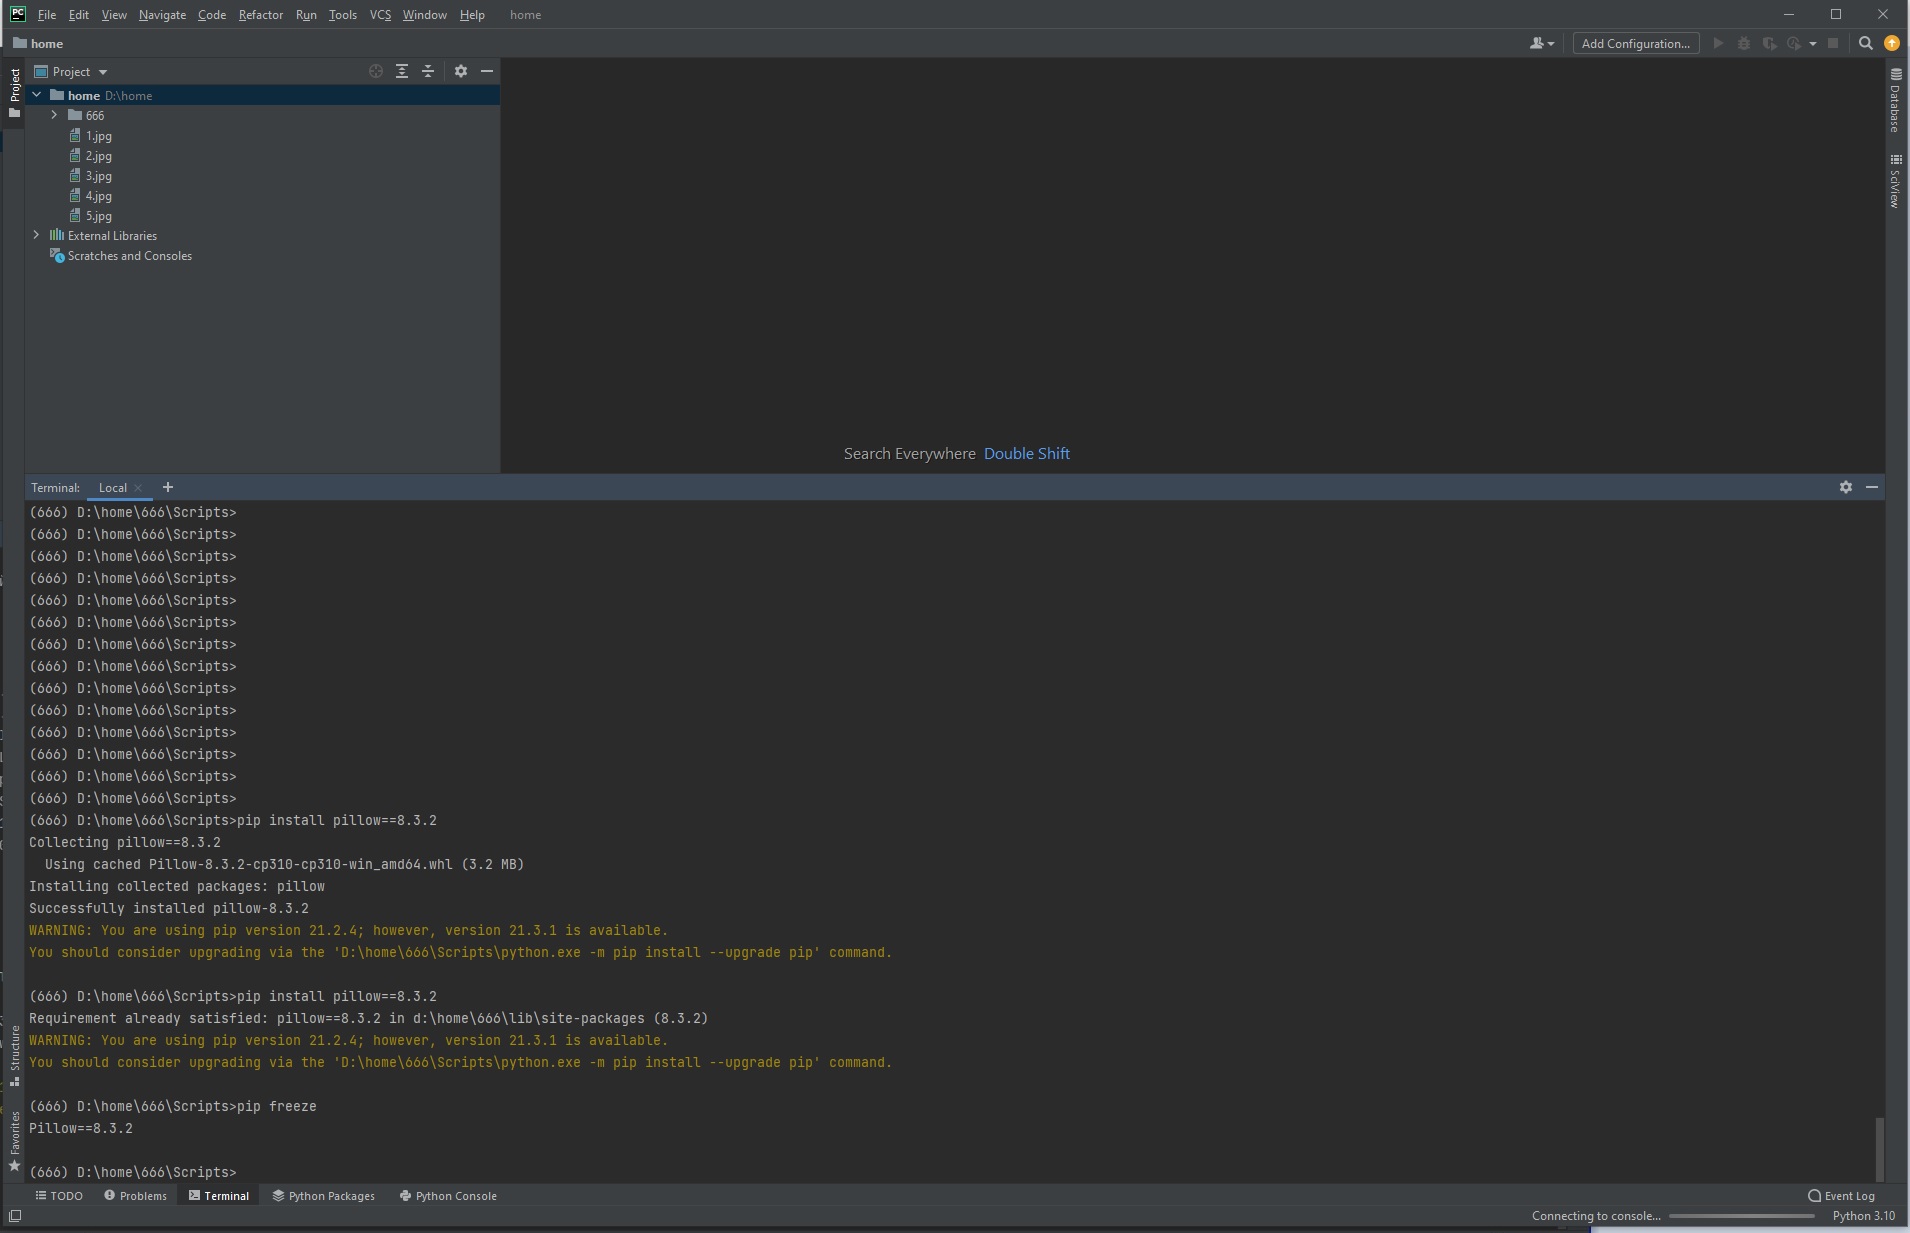 PC File Edit View Navigate Code Refactor Run Tools VCS Window Help home
home
Add Configuration...
Project
Project
home D:\home
666
1.jpg
2.jpg
3.jpg
4.jpg
5.jpg
External Libraries
Scratches and Consoles
Database
SciView
Search Everywhere Double Shift
Terminal: Local
(666) D:\home\666\Scripts>
(666) D:\home\666\Scripts>
(666) D:\home\666\Scripts>
(666) D:\home\666\Scripts>
(666) D:\home\666\Scripts>
(666) D:\home\666\Scripts>
(666) D:\home\666\Scripts>
(666) D:\home\666\Scripts>
(666) D:\home\666\Scripts>
(666) D:\home\666\Scripts>
(666) D:\home\666\Scripts>
(666) D:\home\666\Scripts>
(666) D:\home\666\Scripts>
(666) D:\home\666\Scripts>
(666) D:\home\666\Scripts>pip install pillow==8.3.2
Collecting pillow==8.3.2
  Using cached Pillow-8.3.2-cp310-cp310-win_amd64.whl (3.2 MB)
Installing collected packages: pillow
Successfully installed pillow-8.3.2
WARNING: You are using pip version 21.2.4; however, version 21.3.1 is available.
You should consider upgrading via the 'D:\home\666\Scripts\python.exe -m pip install --upgrade pip' command.
(666) D:\home\666\Scripts>pip install pillow==8.3.2
Requirement already satisfied: pillow==8.3.2 in d:\home\666\lib\site-packages (8.3.2)
WARNING: You are using pip version 21.2.4; however, version 21.3.1 is available.
You should consider upgrading via the 'D:\home\666\Scripts\python.exe -m pip install --upgrade pip' command.
(666) D:\home\666\Scripts>pip freeze
Pillow==8.3.2
(666) D:\home\666\Scripts>
Structure
Favorites
TODO Problems Terminal Python Packages Python Console Event Log
Connecting to console... Python 3.10